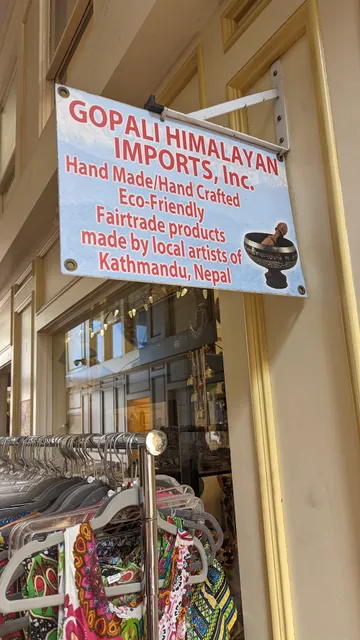 GOPALI HIMALAYAN
IMPORTS, Inc.
Hand Made/Hand Crafted
Eco-Friendly
Fairtrade products
made by local artists of
Kathmandu, Nepal